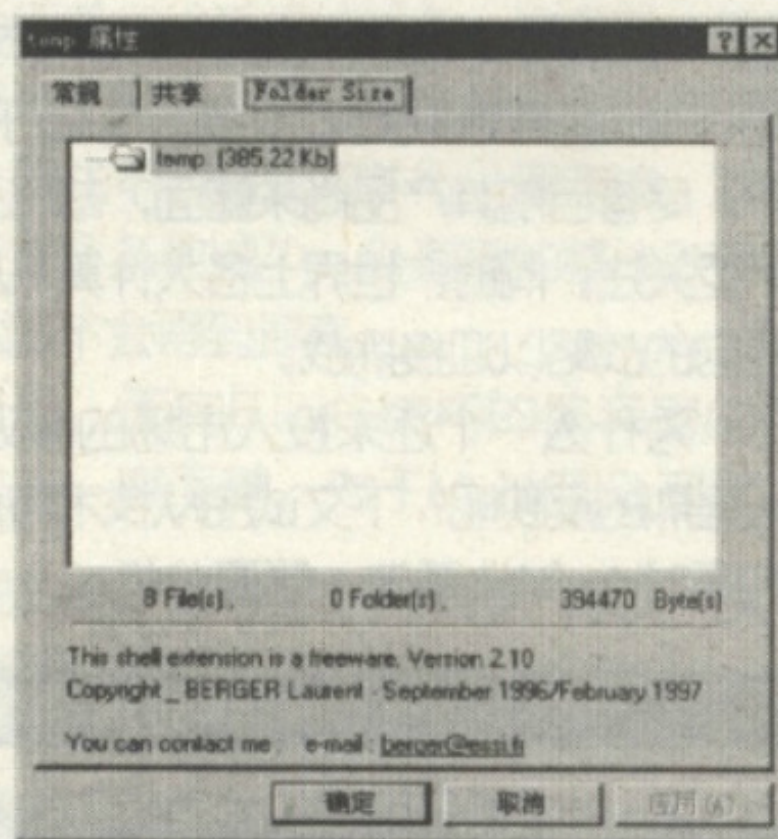 temp 属性
常规 共享 Folder Size
temp (385.22 Kb)
8 File(s), 0 Folder(s), 394470 Byte(s)
This shell extension is a freeware. Version 2.10
Copyright _ BERGER Laurent - September 1996/February 1997
You can contact me : e-mail : berger@essi.fr
确定 取消 应用(A)